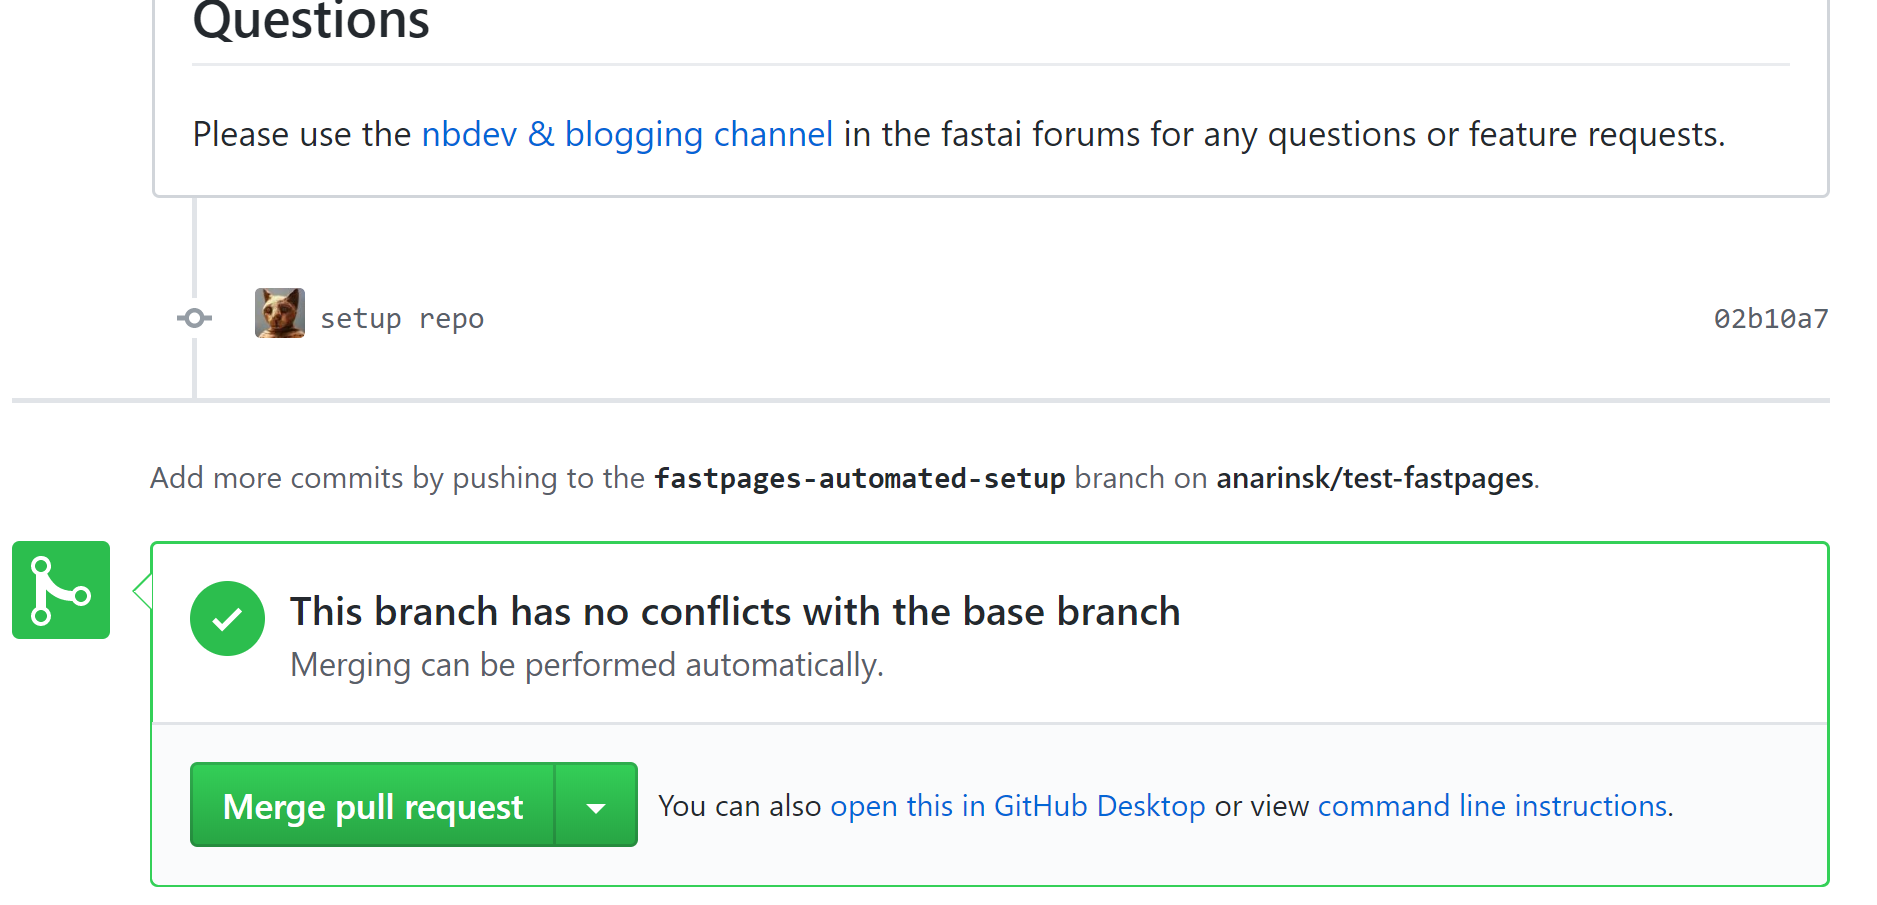 Questions
Please use the nbdev & blogging channel in the fastai forums for any questions or feature requests.
setup repo 02b10a7
Add more commits by pushing to the fastpages-automated-setup branch on anarinsk/test-fastpages.
This branch has no conflicts with the base branch
Merging can be performed automatically.
Merge pull request You can also open this in GitHub Desktop or view command line instructions.